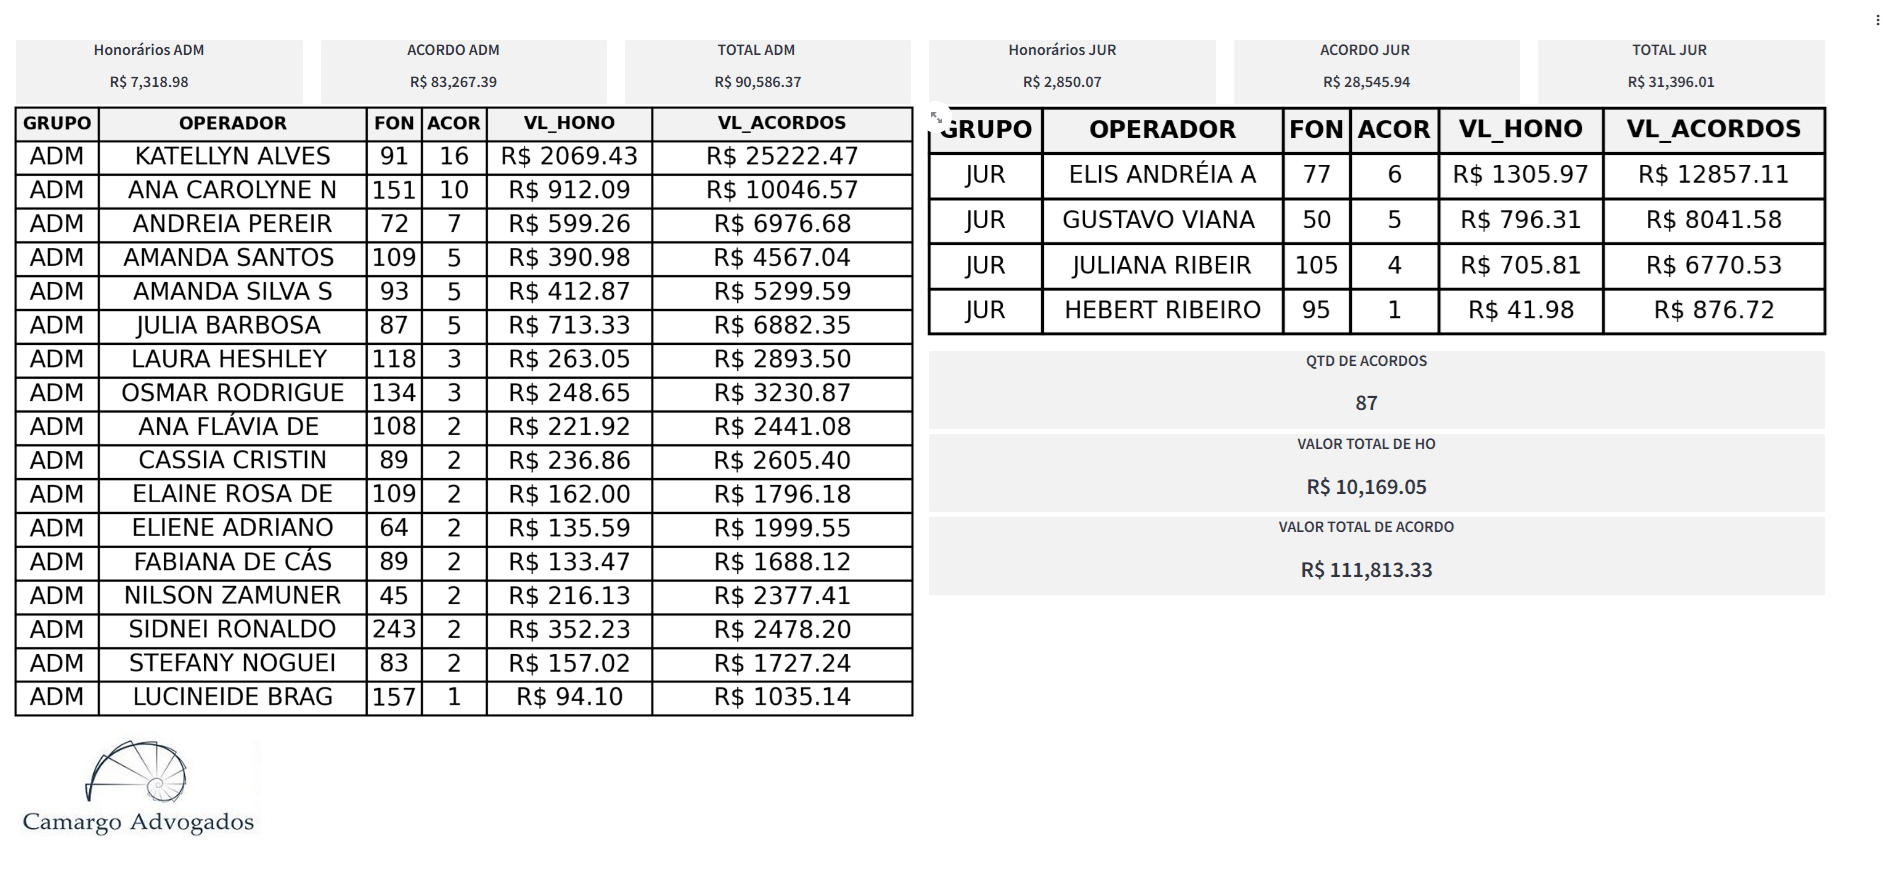 Honorários ADM
R$ 7,318.98
ACORDO ADM
R$ 83,267.39
TOTAL ADM
R$ 90,586.37
GRUPO OPERADOR FON ACOR VL_HONO VL_ACORDOS
ADM KATELLYN ALVES 91 16 R$ 2069.43 R$ 25222.47
ADM ANA CAROLYNE N 151 10 R$ 912.09 R$ 10046.57
ADM ANDREIA PEREIR 72 7 R$ 599.26 R$ 6976.68
ADM AMANDA SANTOS 109 5 R$ 390.98 R$ 4567.04
ADM AMANDA SILVA S 93 5 R$ 412.87 R$ 5299.59
ADM JULIA BARBOSA 87 5 R$ 713.33 R$ 6882.35
ADM LAURA HESHLEY 118 3 R$ 263.05 R$ 2893.50
ADM OSMAR RODRIGUE 134 3 R$ 248.65 R$ 3230.87
ADM ANA FLÁVIA DE 108 2 R$ 221.92 R$ 2441.08
ADM CASSIA CRISTIN 89 2 R$ 236.86 R$ 2605.40
ADM ELAINE ROSA DE 109 2 R$ 162.00 R$ 1796.18
ADM ELIENE ADRIANO 64 2 R$ 135.59 R$ 1999.55
ADM FABIANA DE CÁS 89 2 R$ 133.47 R$ 1688.12
ADM NILSON ZAMUNER 45 2 R$ 216.13 R$ 2377.41
ADM SIDNEI RONALDO 243 2 R$ 352.23 R$ 2478.20
ADM STEFANY NOGUEI 83 2 R$ 157.02 R$ 1727.24
ADM LUCINEIDE BRAG 157 1 R$ 94.10 R$ 1035.14
Camargo Advogados
Honorários JUR
R$ 2,850.07
ACORDO JUR
R$ 28,545.94
TOTAL JUR
R$ 31,396.01
GRUPO OPERADOR FON ACOR VL_HONO VL_ACORDOS
JUR ELIS ANDRÉIA A 77 6 R$ 1305.97 R$ 12857.11
JUR GUSTAVO VIANA 50 5 R$ 796.31 R$ 8041.58
JUR JULIANA RIBEIR 105 4 R$ 705.81 R$ 6770.53
JUR HEBERT RIBEIRO 95 1 R$ 41.98 R$ 876.72
QTD DE ACORDOS
87
VALOR TOTAL DE HO
R$ 10,169.05
VALOR TOTAL DE ACORDO
R$ 111,813.33